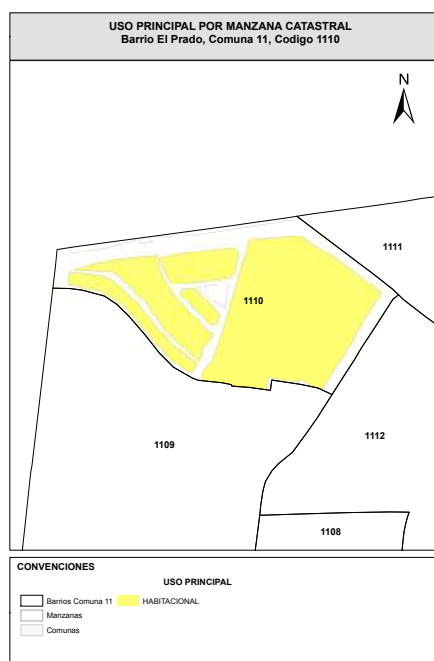 USO PRINCIPAL POR MANZANA CATASTRAL
Barrio El Prado, Comuna 11, Codigo 1110
N
1111
1110
1109
1112
1108
CONVENCIONES
USO PRINCIPAL
Barrios Comuna 11 HABITACIONAL
Manzanas
Comunas